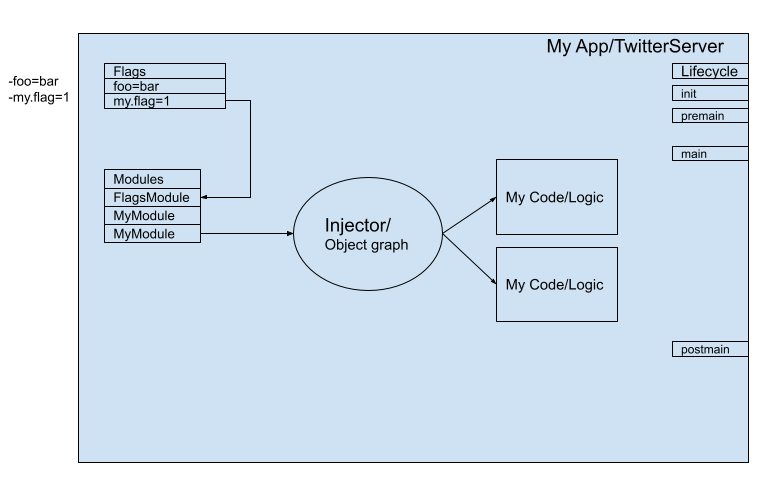 My App/TwitterServer
-foo=bar
-my.flag=1
Flags
foo=bar
my.flag=1
Lifecycle
init
premain
main
Modules
FlagsModule
MyModule
MyModule
Injector/
Object graph
My Code/Logic
My Code/Logic
postmain